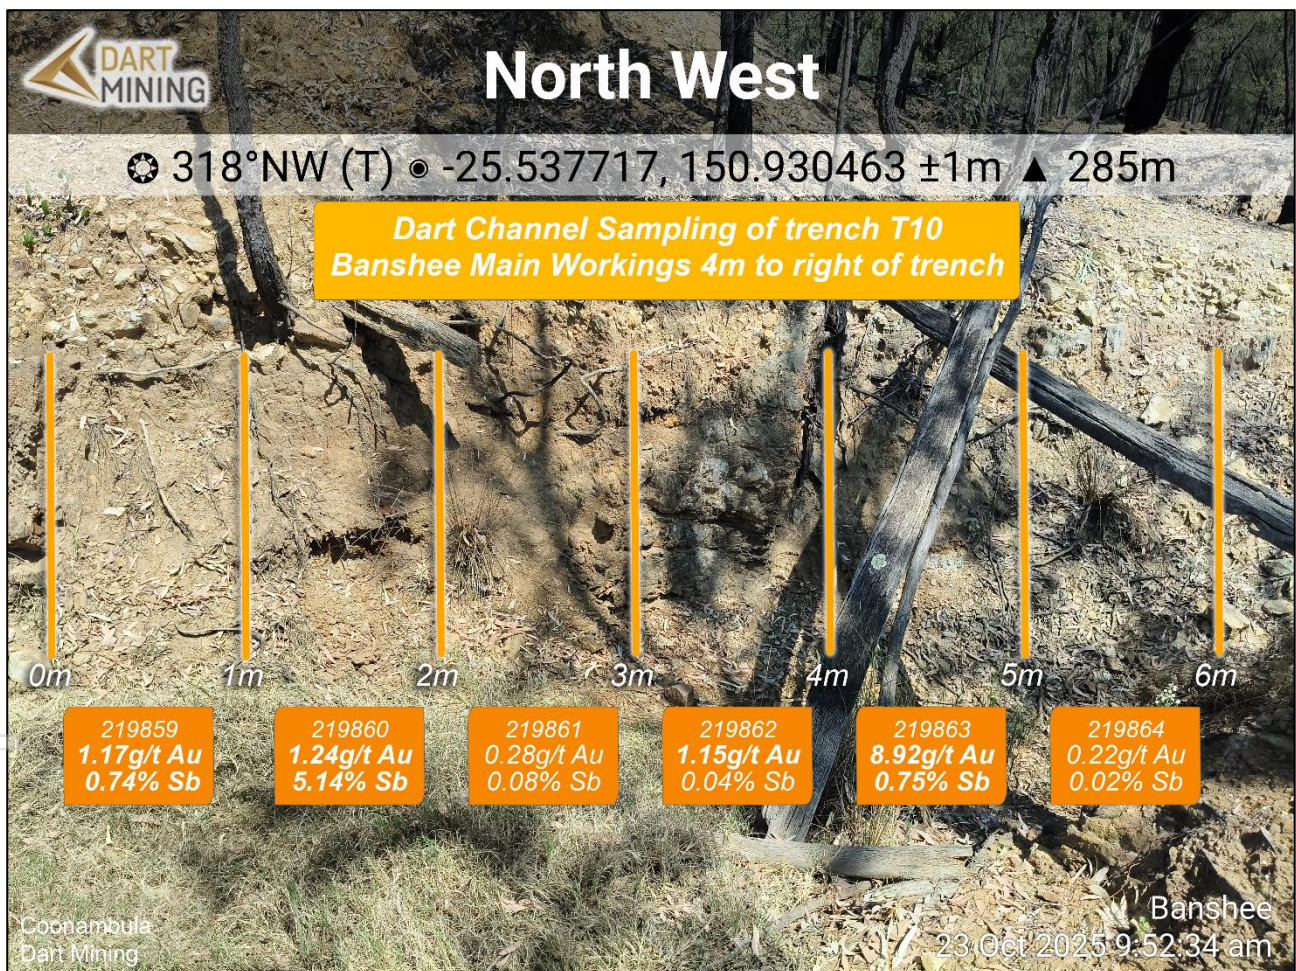 DART
MINING
North West
318°NW (T) ◉ -25.537717, 150.930463 ±1m ▲ 285m
Dart Channel Sampling of trench T10
Banshee Main Workings 4m to right of trench
0m 1m 2m 3m 4m 5m 6m
219859
1.17g/t Au
0.74% Sb
219860
1.24g/t Au
5.14% Sb
219861
0.28g/t Au
0.08% Sb
219862
1.15g/t Au
0.04% Sb
219863
8.92g/t Au
0.75% Sb
219864
0.22g/t Au
0.02% Sb
Coonambula
Dart Mining
Banshee
23 Oct 2025 9:52:34 am